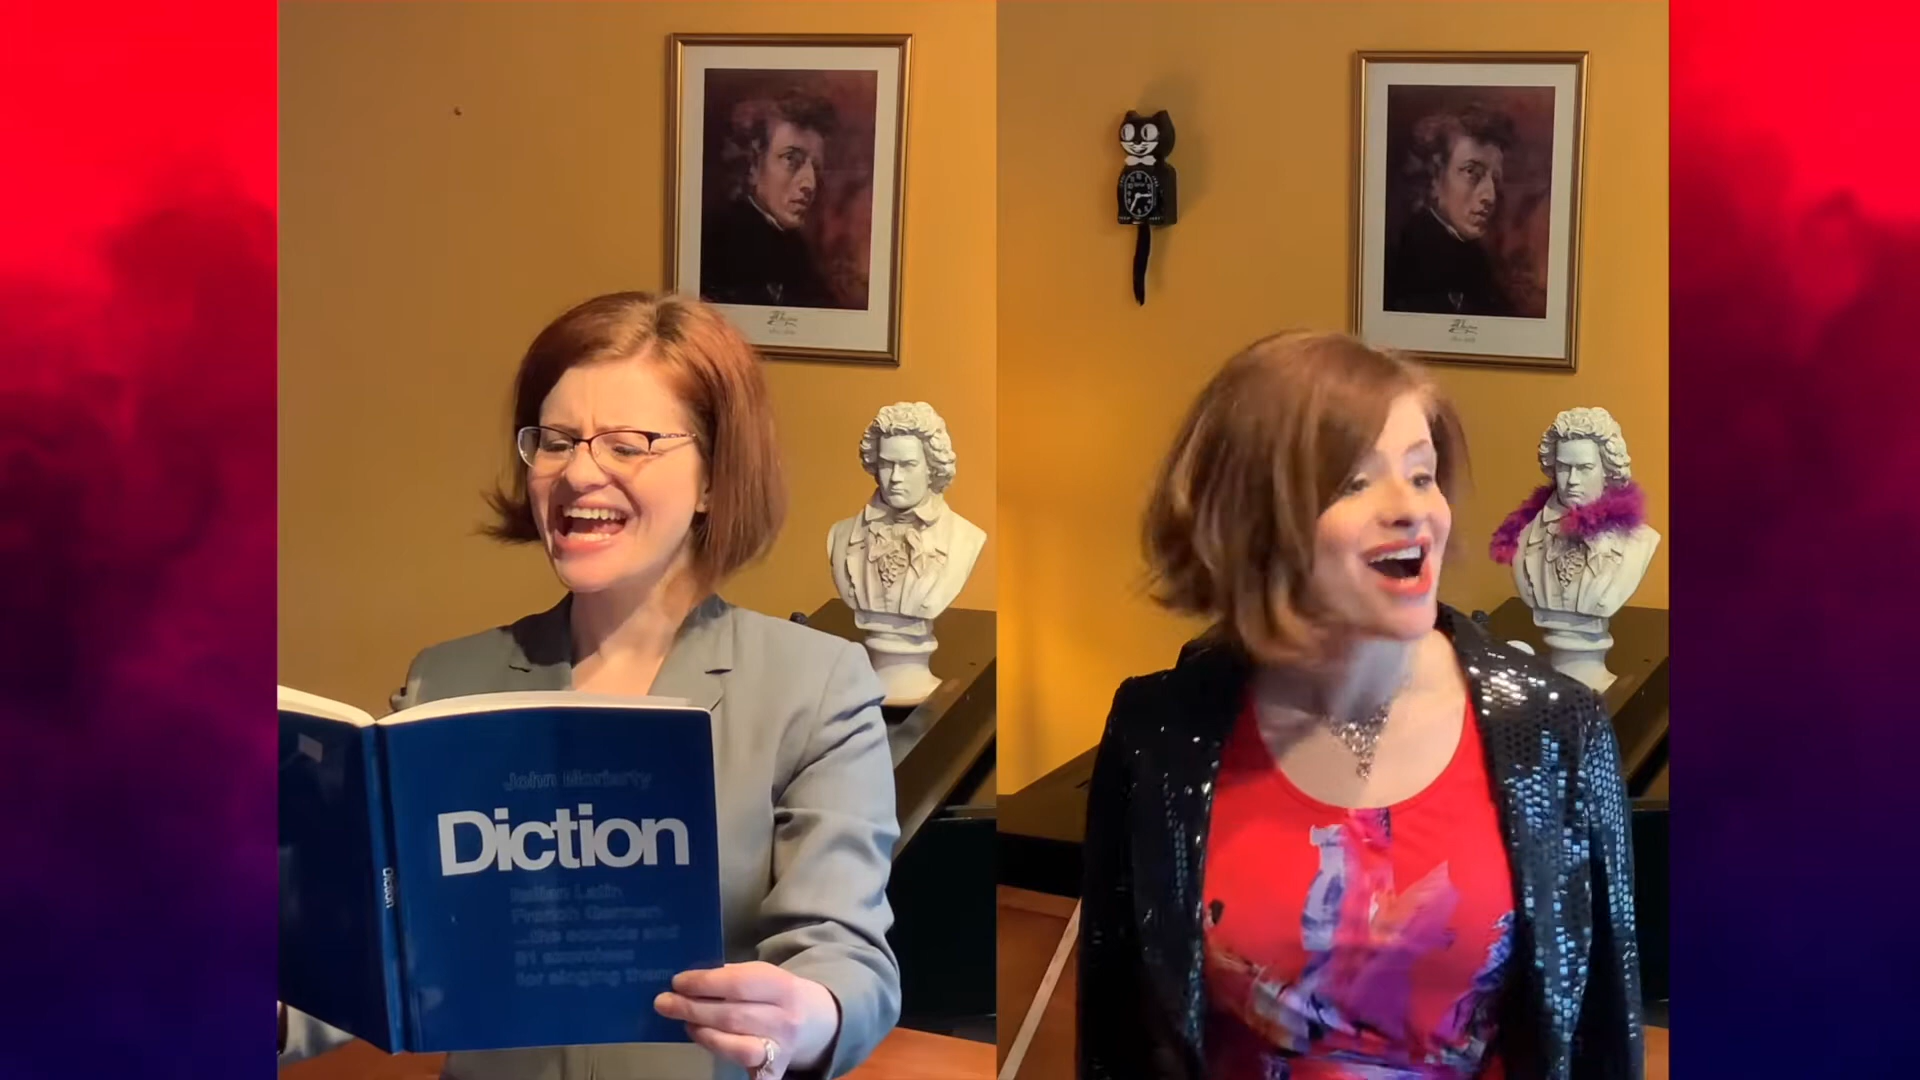 John Moriarty
Diction
Italian Latin
French German
...the sounds and
81 exercises
for singing them
Diction